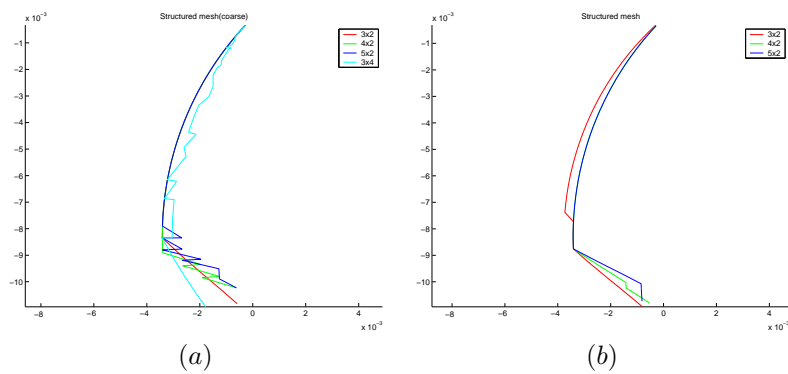 Structured mesh(coarse)
x 10⁻³
−1
−2
−3
−4
−5
−6
−7
−8
−9
−10
−8
−6
−4
−2
0
2
4
x 10⁻³
3x2
4x2
5x2
3x4
(a)
Structured mesh
x 10⁻³
−1
−2
−3
−4
−5
−6
−7
−8
−9
−10
−8
−6
−4
−2
0
2
4
x 10⁻³
3x2
4x2
5x2
(b)